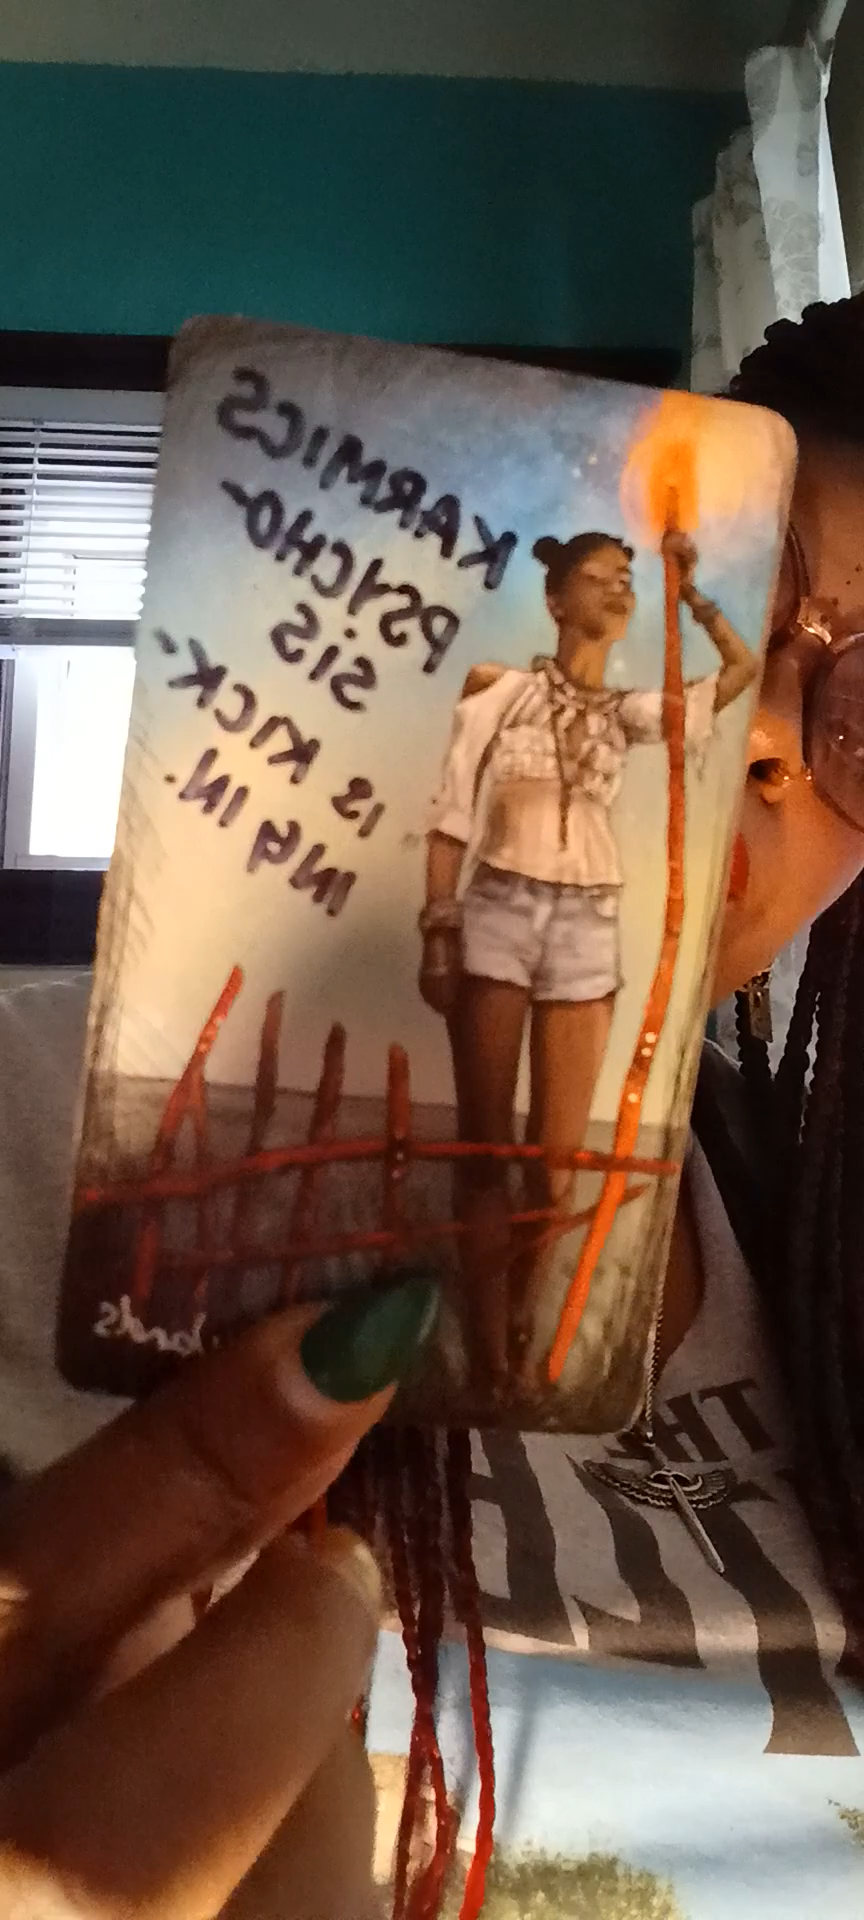 KARMICS
PSYCHO-
SIS
IS KICK-
ING IN.
THE